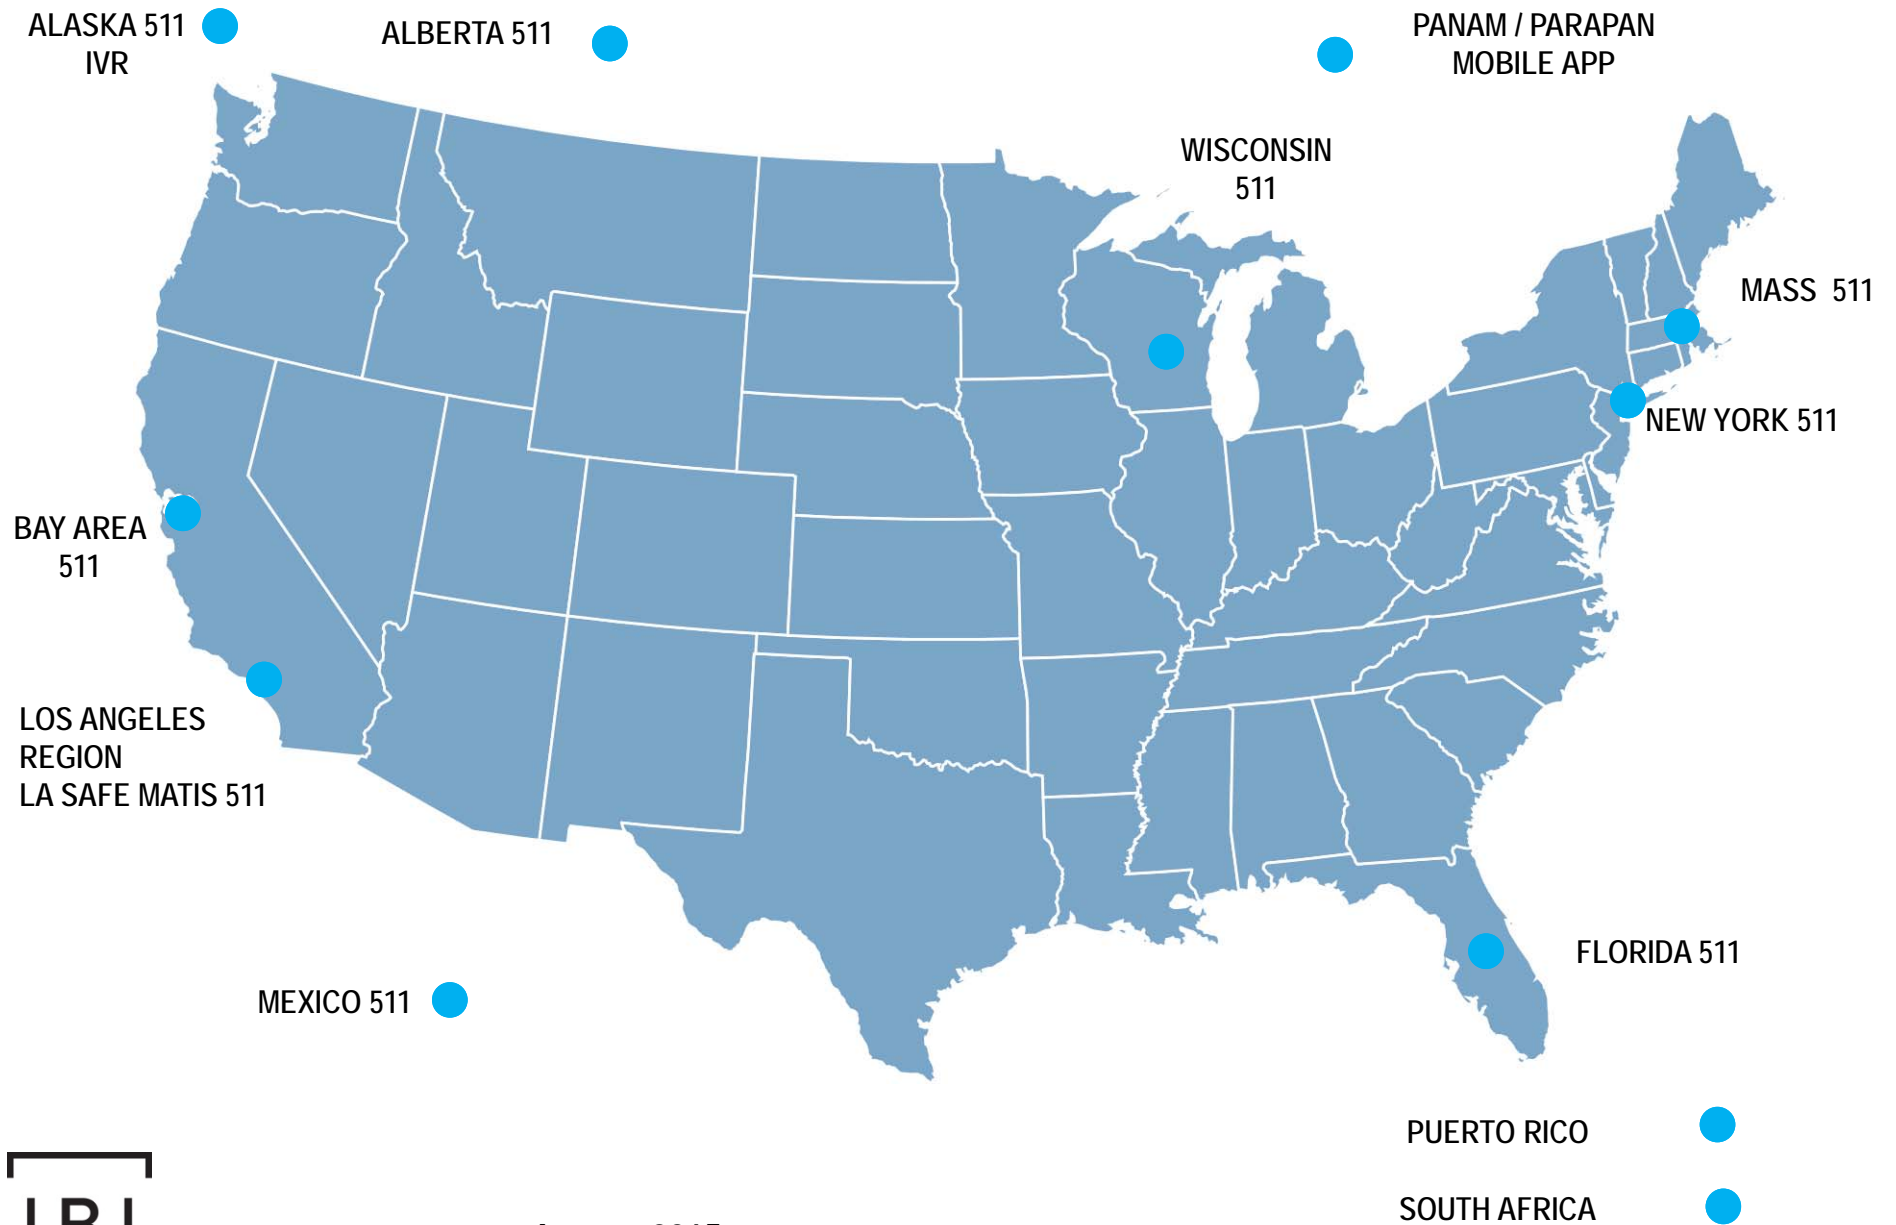 ALASKA 511
IVR
ALBERTA 511
PANAM / PARAPAN
MOBILE APP
WISCONSIN
511
MASS 511
NEW YORK 511
BAY AREA
511
LOS ANGELES
REGION
LA SAFE MATIS 511
FLORIDA 511
MEXICO 511
PUERTO RICO
SOUTH AFRICA
IBI